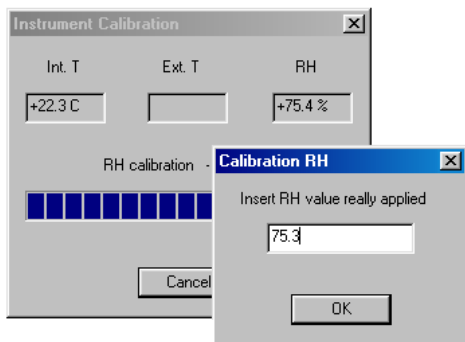 Instrument Calibration
Int. T Ext. T RH
+22.3 C +75.4 %
RH calibration -
Cancel
Calibration RH
Insert RH value really applied
75.3
OK